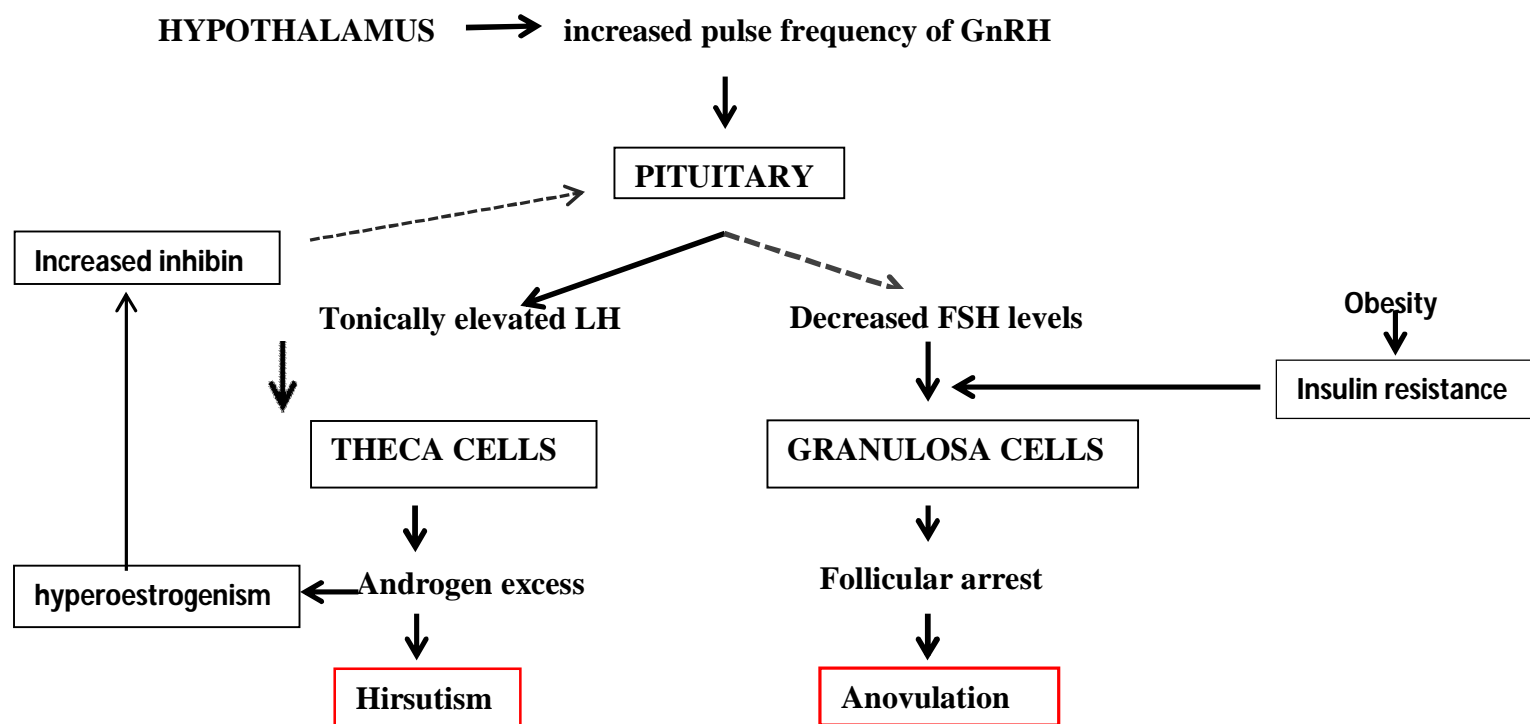 HYPOTHALAMUS increased pulse frequency of GnRH
PITUITARY
Increased inhibin
Tonically elevated LH
Decreased FSH levels
Obesity
Insulin resistance
THECA CELLS
GRANULOSA CELLS
hyperoestrogenism
Androgen excess
Follicular arrest
Hirsutism
Anovulation